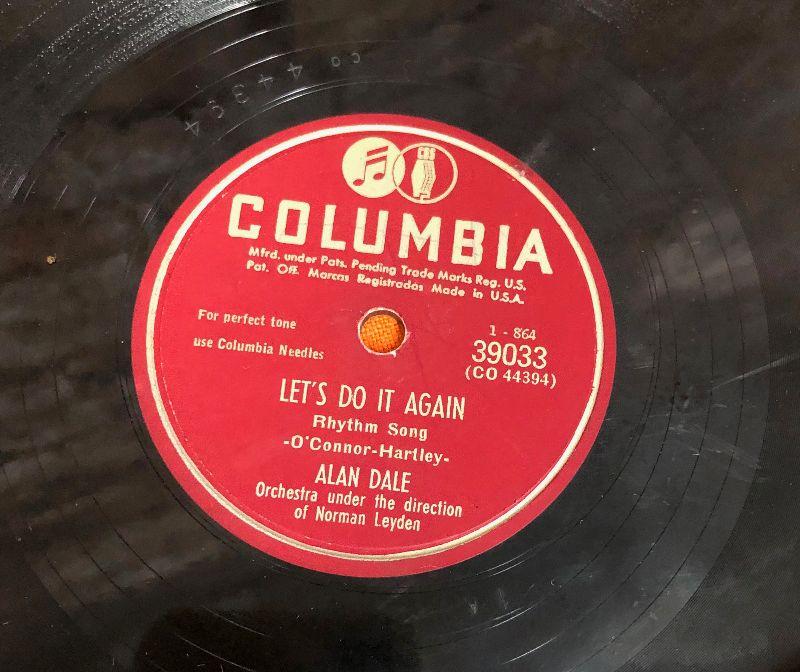 CO 44394
CBS
COLUMBIA
Mfrd. under Pats. Pending Trade Marks Reg. U.S.
Pat. Off. Marcas Registradas Made in U.S.A.
For perfect tone
use Columbia Needles
1 - 864
39033
(CO 44394)
LET'S DO IT AGAIN
Rhythm Song
-O'Connor-Hartley-
ALAN DALE
Orchestra under the direction
of Norman Leyden